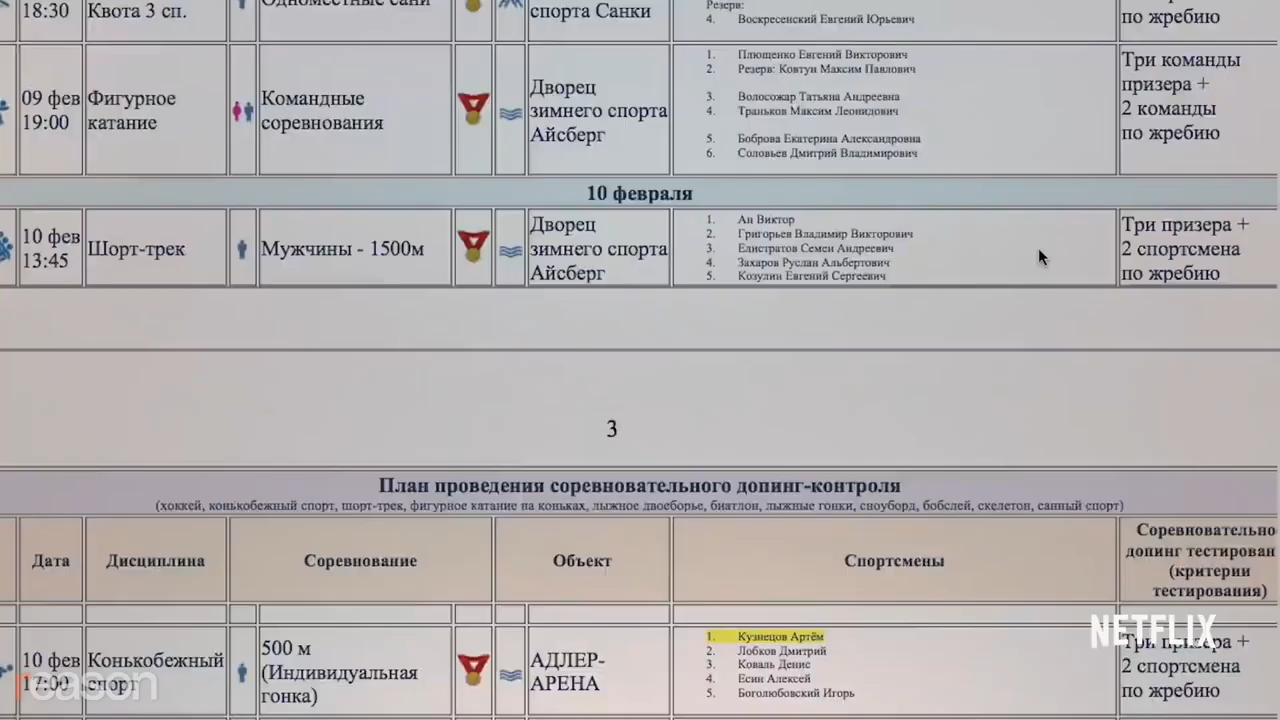 18:30
Квота 3 сп.
Одноместные сани
спорта Санки
Резерв:
4. Воскресенский Евгений Юрьевич
по жребию
09 фев
19:00
Фигурное
катание
Командные
соревнования
Дворец
зимнего спорта
Айсберг
1. Плющенко Евгений Викторович
2. Резерв: Ковтун Максим Павлович
3. Волосожар Татьяна Андреевна
4. Траньков Максим Леонидович
5. Боброва Екатерина Александровна
6. Соловьев Дмитрий Владимирович
Три команды
призера +
2 команды
по жребию
10 февраля
10 фев
13:45
Шорт-трек
Мужчины - 1500м
Дворец
зимнего спорта
Айсберг
1. Ан Виктор
2. Григорьев Владимир Викторович
3. Елистратов Семен Андреевич
4. Захаров Руслан Альбертович
5. Козулин Евгений Сергеевич
Три призера +
2 спортсмена
по жребию
3
План проведения соревновательного допинг-контроля
(хоккей, конькобежный спорт, шорт-трек, фигурное катание на коньках, лыжное двоеборье, биатлон, лыжные гонки, сноуборд, бобслей, скелетон, санный спорт)
Дата
Дисциплина
Соревнование
Объект
Спортсмены
Соревновательно
допинг тестирован
(критерии
тестирования)
10 фев
17:00
Конькобежный
спорт
500 м
(Индивидуальная
гонка)
АДЛЕР-
АРЕНА
1. Кузнецов Артём
2. Лобков Дмитрий
3. Коваль Денис
4. Есин Алексей
5. Боголюбовский Игорь
Три призера +
2 спортсмена
по жребию
NETFLIX
reason